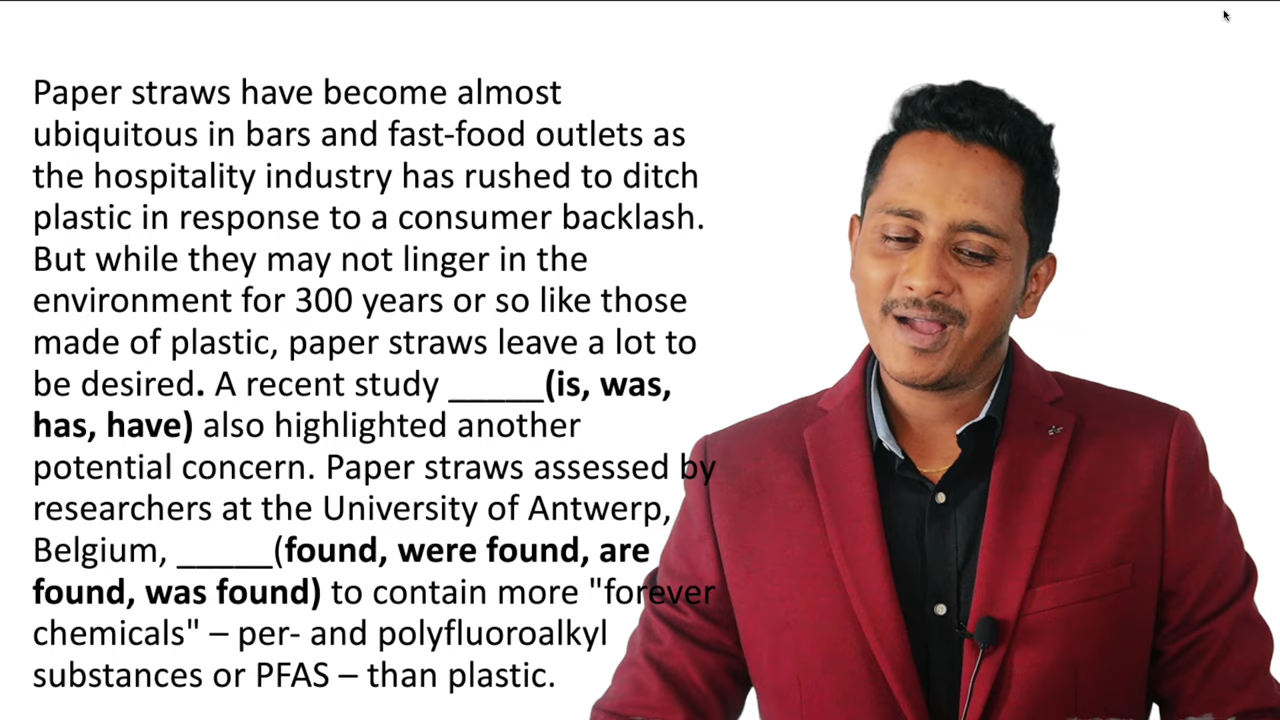 Paper straws have become almost
ubiquitous in bars and fast-food outlets as
the hospitality industry has rushed to ditch
plastic in response to a consumer backlash.
But while they may not linger in the
environment for 300 years or so like those
made of plastic, paper straws leave a lot to
be desired. A recent study _____(is, was,
has, have) also highlighted another
potential concern. Paper straws assessed by
researchers at the University of Antwerp,
Belgium, _____(found, were found, are
found, was found) to contain more "forever
chemicals" – per- and polyfluoroalkyl
substances or PFAS – than plastic.